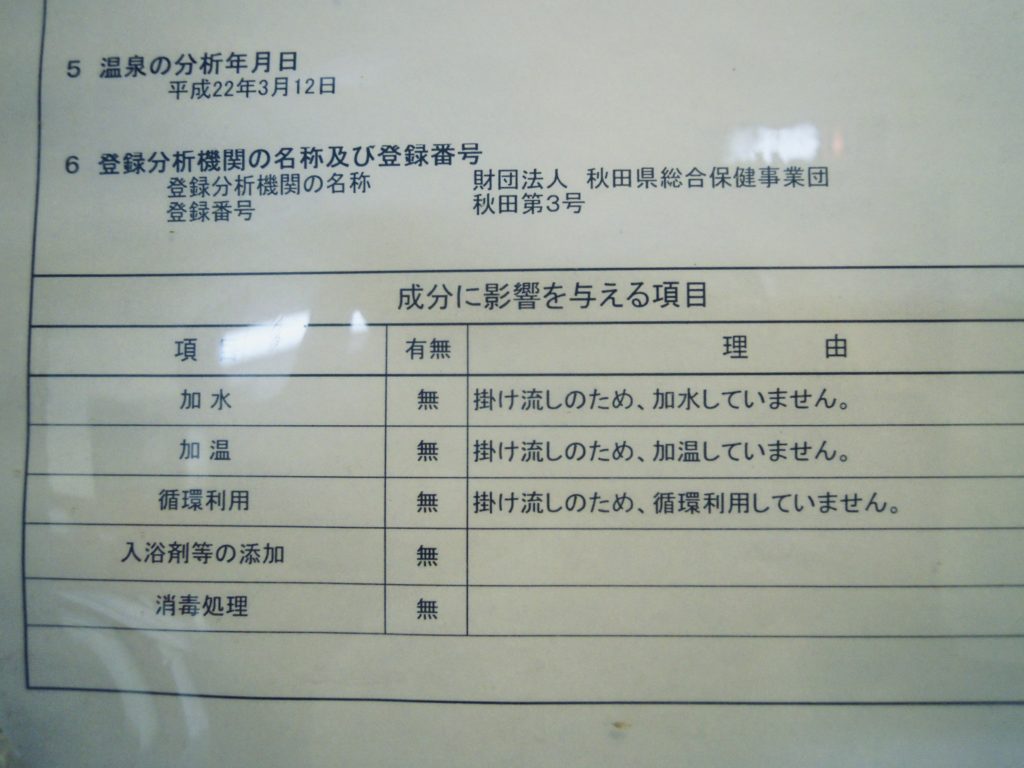 5 温泉の分析年月日
平成22年3月12日
6 登録分析機関の名称及び登録番号
登録分析機関の名称 財団法人 秋田県総合保健事業団
登録番号 秋田第3号
成分に影響を与える項目
項目 有無 理由
加水 無 掛け流しのため、加水していません。
加温 無 掛け流しのため、加温していません。
循環利用 無 掛け流しのため、循環利用していません。
入浴剤等の添加 無
消毒処理 無